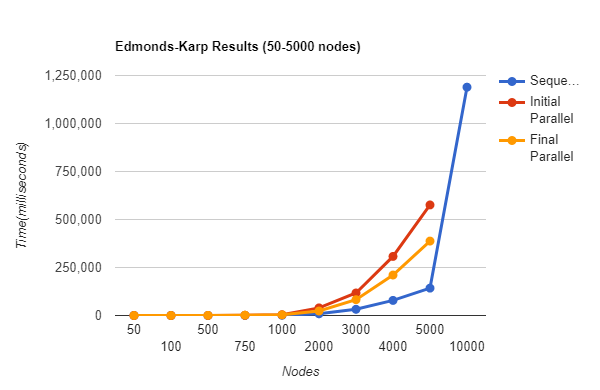 Edmonds-Karp Results (50-5000 nodes)
1,250,000
1,000,000
750,000
500,000
250,000
0
Time(milliseconds)
50
100
500
750
1000
2000
3000
4000
5000
10000
Nodes
Seque...
Initial
Parallel
Final
Parallel